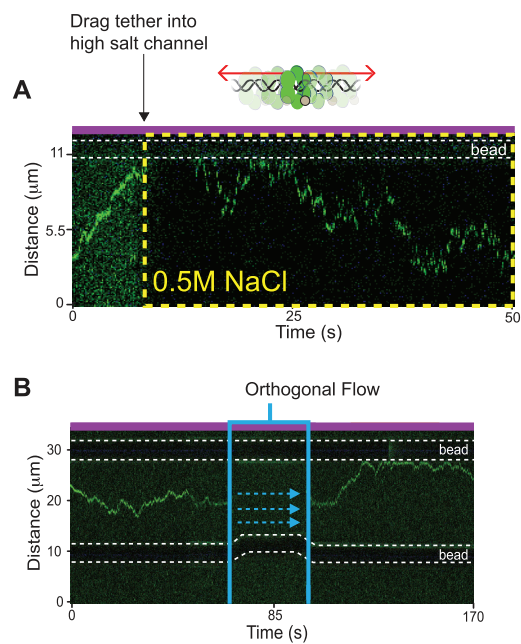 Drag tether into
high salt channel
A
bead
11
5.5
0
Distance (μm)
0.5M NaCl
0
25
50
Time (s)
B
Orthogonal Flow
30
20
10
0
Distance (μm)
bead
bead
0
85
170
Time (s)